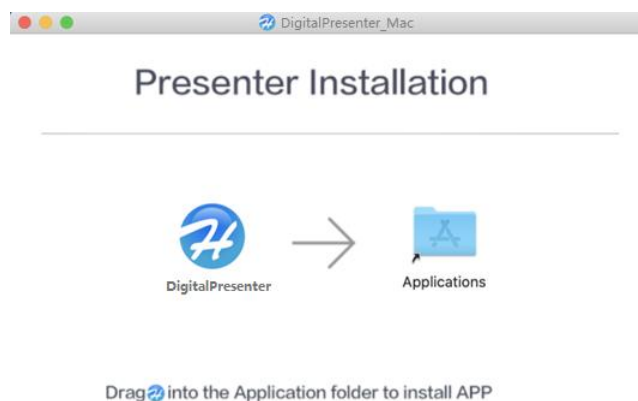 DigitalPresenter_Mac
Presenter Installation
DigitalPresenter
Applications
Drag into the Application folder to install APP